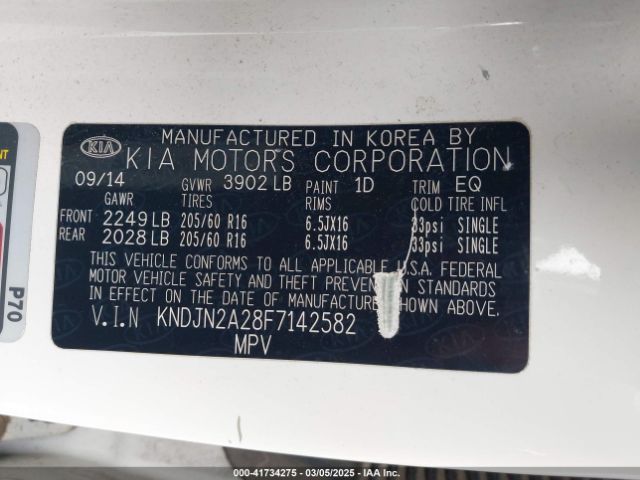 MANUFACTURED IN KOREA BY
KIA KIA MOTORS CORPORATION
09/14 GVWR 3902 LB PAINT 1D TRIM EQ
GAWR TIRES RIMS COLD TIRE INFL
FRONT 2249 LB 205/60 R16 6.5JX16 33psi SINGLE
REAR 2028 LB 205/60 R16 6.5JX16 33psi SINGLE
THIS VEHICLE CONFORMS TO ALL APPLICABLE U.S.A. FEDERAL
MOTOR VEHICLE SAFETY AND THEFT PREVENTION STANDARDS
IN EFFECT ON THE DATE OF MANUFACTURE SHOWN ABOVE.
V.I.N KNDJN2A28F7142582
MPV
P70
000-41734275 - 03/05/2025 - IAA Inc.